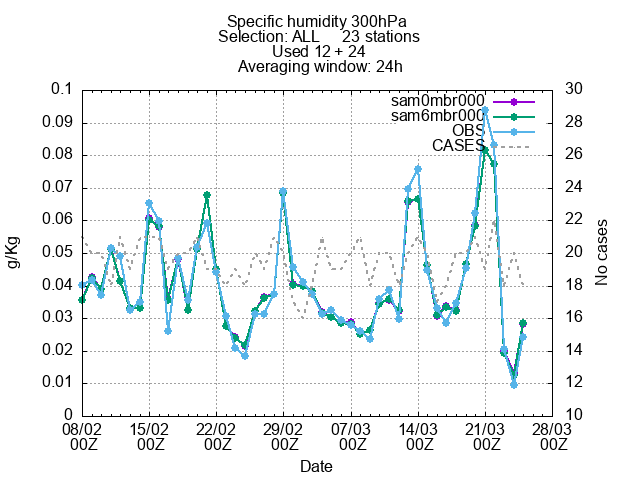 Specific humidity 300hPa
Selection: ALL 23 stations
Used 12 + 24
Averaging window: 24h
sam0mbr000
sam6mbr000
OBS
CASES
0.1
0.09
0.08
0.07
0.06
0.05
0.04
0.03
0.02
0.01
0
g/Kg
30
28
26
24
22
20
18
16
14
12
10
No cases
08/02 15/02 22/02 29/02 07/03 14/03 21/03 28/03
00Z 00Z 00Z 00Z 00Z 00Z 00Z 00Z
Date